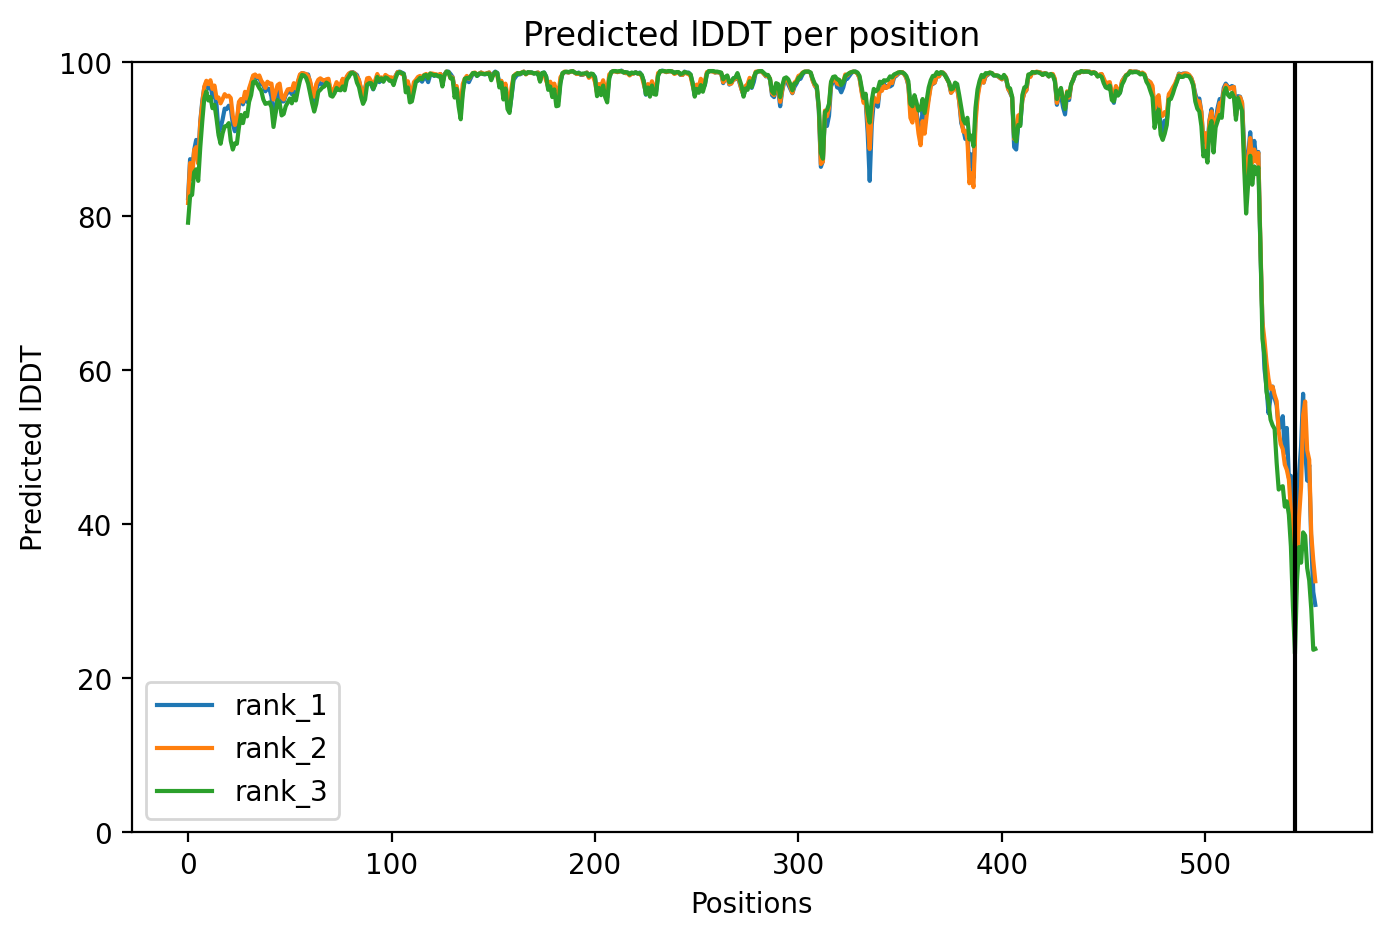 Predicted lDDT per position
100
80
60
40
20
0
Predicted lDDT
rank_1
rank_2
rank_3
0 100 200 300 400 500
Positions